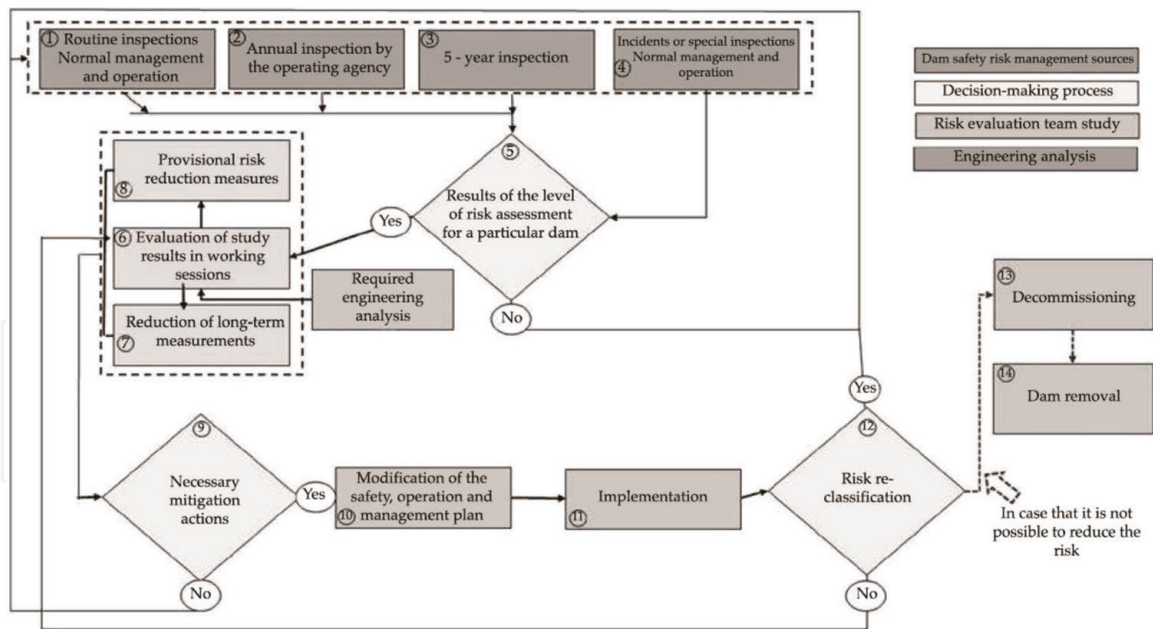 ① Routine inspections
Normal management
and operation
② Annual inspection by
the operating agency
③
5 - year inspection
Incidents or special inspections
Normal management and
④ operation
Dam safety risk management sources
Decision-making process
Risk evaluation team study
Engineering analysis
⑤
Results of the level
of risk assessment
for a particular dam
Yes
No
Provisional risk
reduction measures
⑧
⑥ Evaluation of study
results in working
sessions
Reduction of long-term
⑦ measurements
Required
engineering
analysis
⑨
Necessary
mitigation
actions
Yes
No
Modification of the
safety, operation and
⑩ management plan
Implementation
⑪
Yes
⑫
Risk re-
classification
No
⑬
Decommissioning
⑭
Dam removal
In case that it is not
possible to reduce the
risk